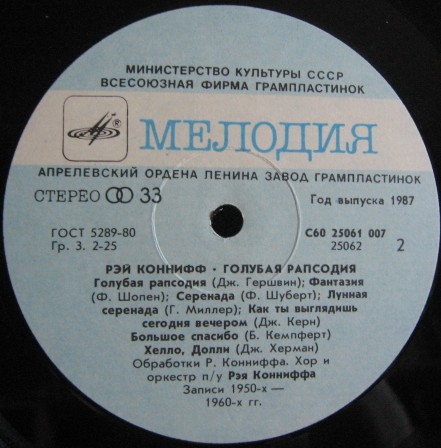 МИНИСТЕРСТВО КУЛЬТУРЫ СССР
ВСЕСОЮЗНАЯ ФИРМА ГРАМПЛАСТИНОК
МЕЛОДИЯ
АПРЕЛЕВСКИЙ ОРДЕНА ЛЕНИНА ЗАВОД ГРАМПЛАСТИНОК
СТЕРЕО 33
Год выпуска 1987
ГОСТ 5289-80
Гр. 3. 2-25
С60 25061 007
25062 2
РЭЙ КОННИФФ · ГОЛУБАЯ РАПСОДИЯ
Голубая рапсодия (Дж. Гершвин); Фантазия
(Ф. Шопен); Серенада (Ф. Шуберт); Лунная
серенада (Г. Миллер); Как ты выглядишь
сегодня вечером (Дж. Керн)
Большое спасибо (Б. Кемпферт)
Хелло, Долли (Дж. Херман)
Обработки Р. Конниффа. Хор и
оркестр п/у Рэя Конниффа
Записи 1950-х —
1960-х гг.